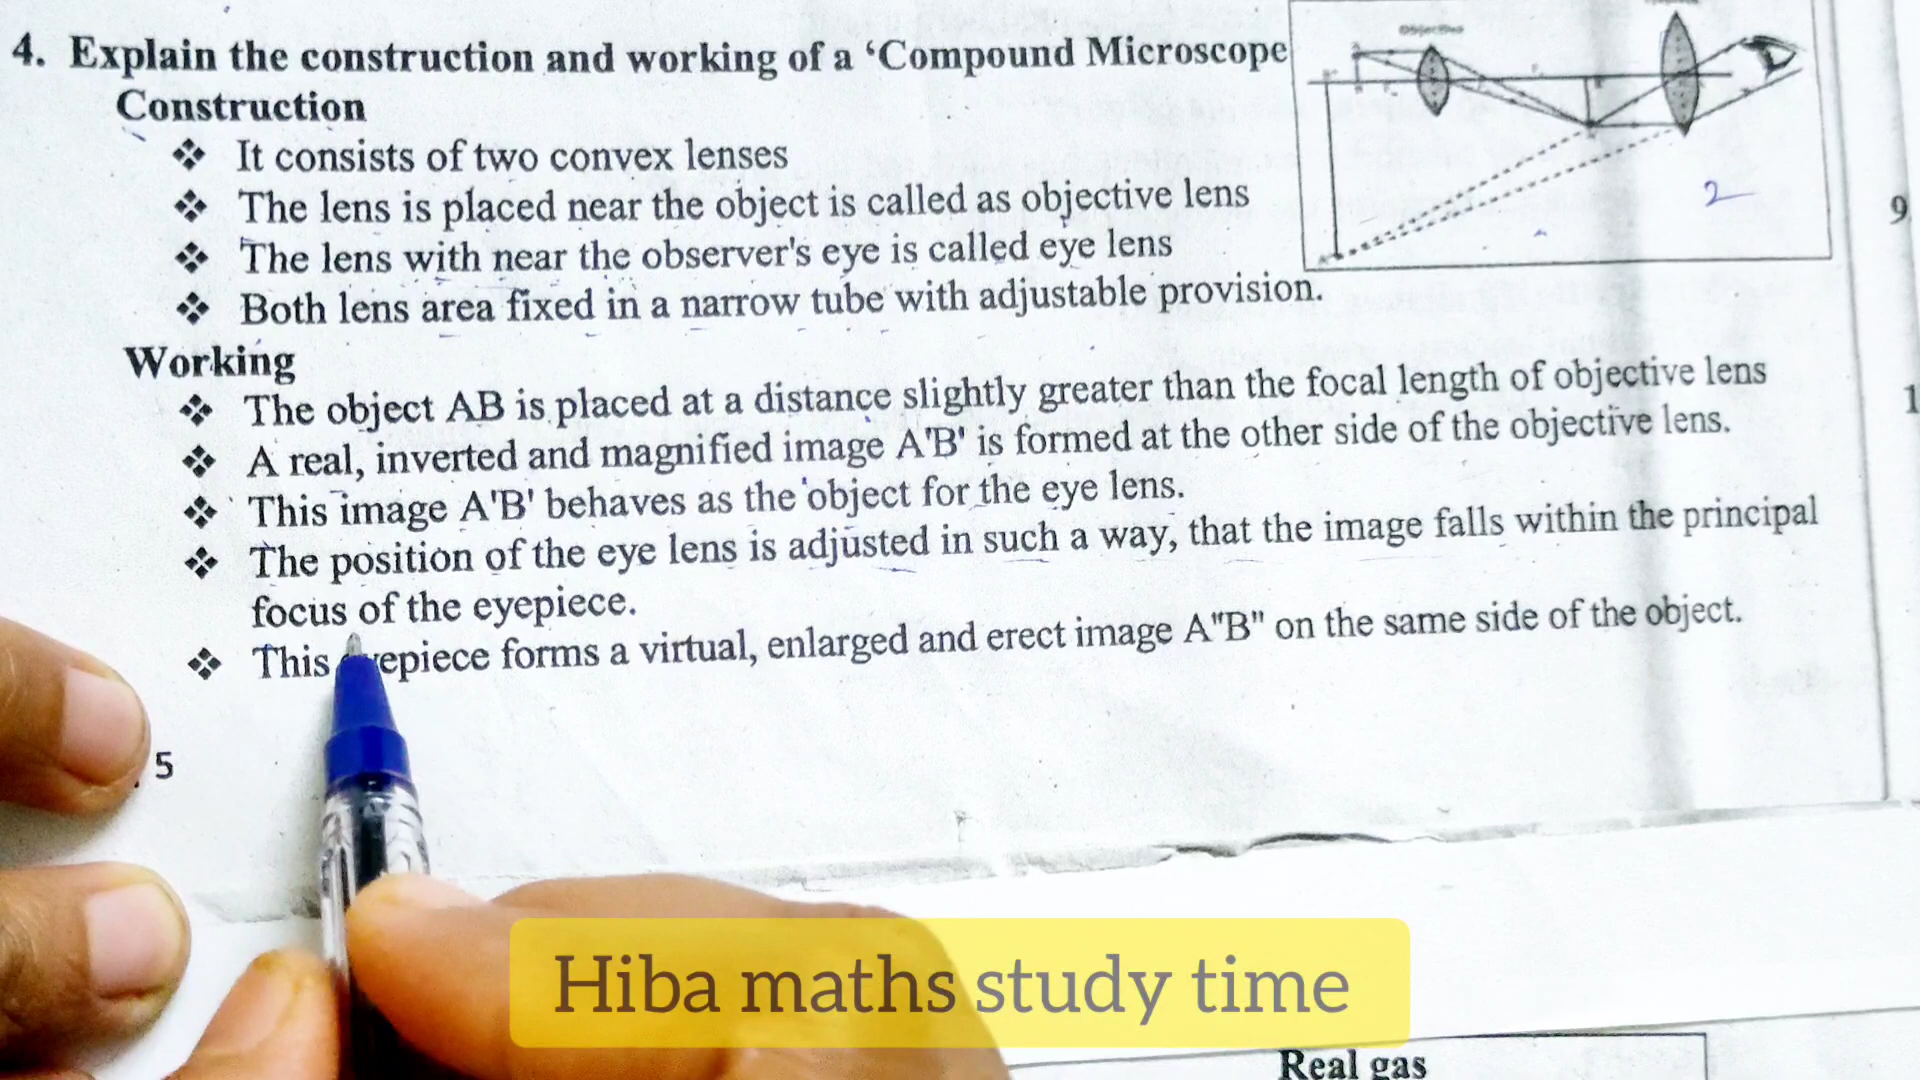 4. Explain the construction and working of a ‘Compound Microscope
Construction
❖ It consists of two convex lenses
❖ The lens is placed near the object is called as objective lens
❖ The lens with near the observer's eye is called eye lens
❖ Both lens area fixed in a narrow tube with adjustable provision.
Working
❖ The object AB is placed at a distance slightly greater than the focal length of objective lens
❖ A real, inverted and magnified image A'B' is formed at the other side of the objective lens.
❖ This image A'B' behaves as the object for the eye lens.
❖ The position of the eye lens is adjusted in such a way, that the image falls within the principal
focus of the eyepiece.
❖ This eyepiece forms a virtual, enlarged and erect image A"B" on the same side of the object.
2
9
1
5
Hiba maths study time
Real gas